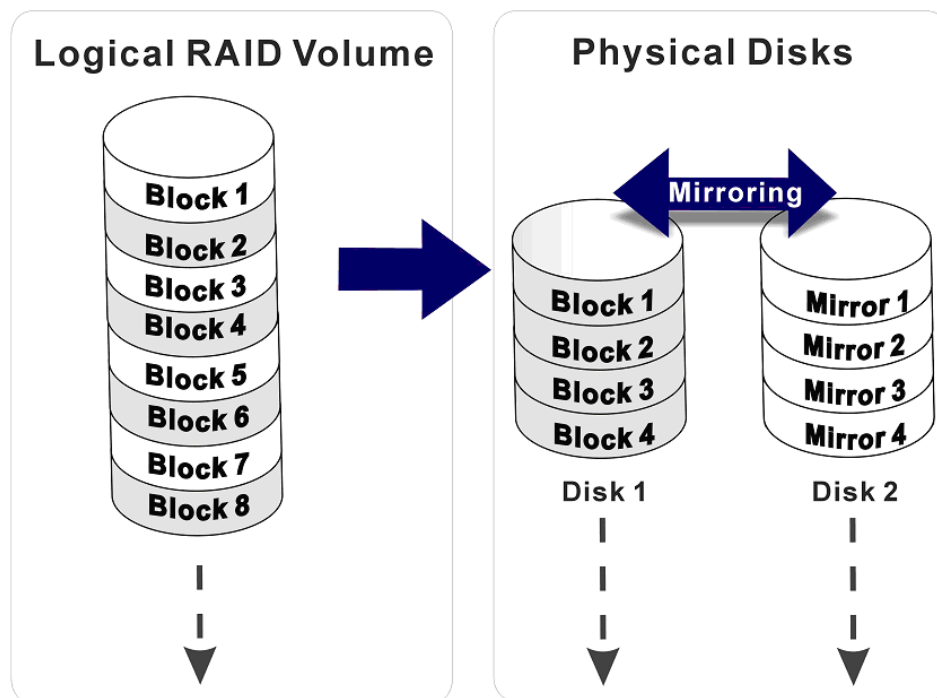 Logical RAID Volume
Block 1
Block 2
Block 3
Block 4
Block 5
Block 6
Block 7
Block 8
Physical Disks
Mirroring
Block 1
Block 2
Block 3
Block 4
Disk 1
Mirror 1
Mirror 2
Mirror 3
Mirror 4
Disk 2